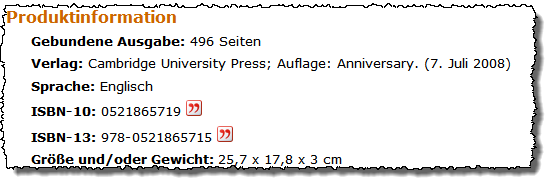 Produktinformation
Gebundene Ausgabe: 496 Seiten
Verlag: Cambridge University Press; Auflage: Anniversary. (7. Juli 2008)
Sprache: Englisch
ISBN-10: 0521865719
ISBN-13: 978-0521865715
Größe und/oder Gewicht: 25,7 x 17,8 x 3 cm